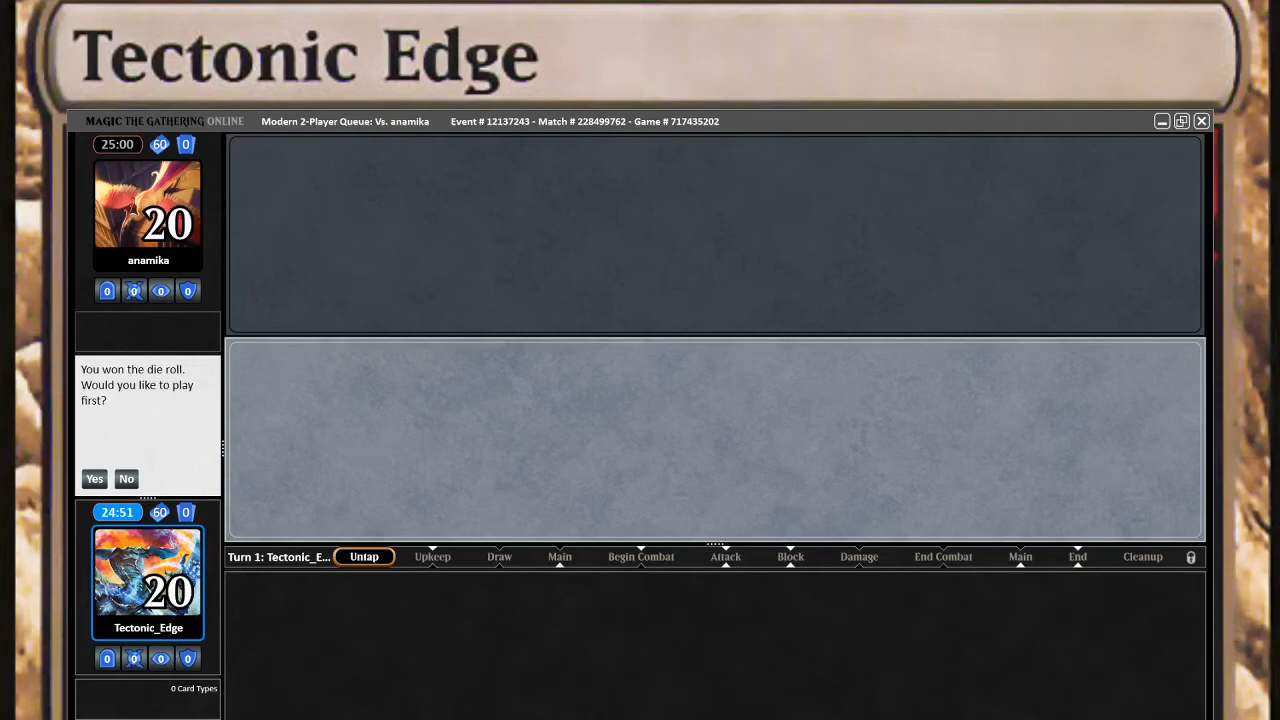 Tectonic Edge
MAGIC THE GATHERING ONLINE Modern 2-Player Queue: Vs. anamika Event # 12137243 - Match # 228499762 - Game # 717435202
25:00 60 0
20
anamika
0 0 0 0
You won the die roll.
Would you like to play
first?
Yes No
24:51 60 0
20
Tectonic_Edge
0 0 0 0
0 Card Types
Turn 1: Tectonic_E... Untap Upkeep Draw Main Begin Combat Attack Block Damage End Combat Main End Cleanup